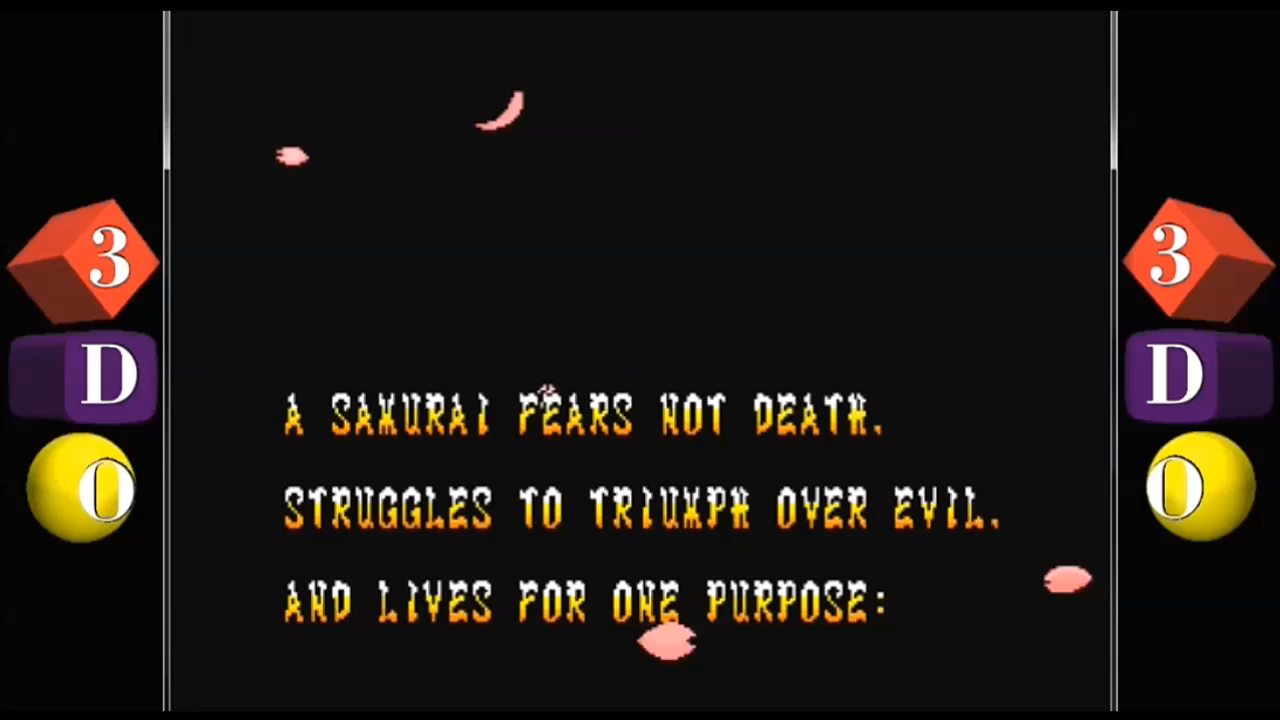 3 3
D D
O O
A SAMURAI FEARS NOT DEATH.
STRUGGLES TO TRIUMPH OVER EVIL.
AND LIVES FOR ONE PURPOSE: